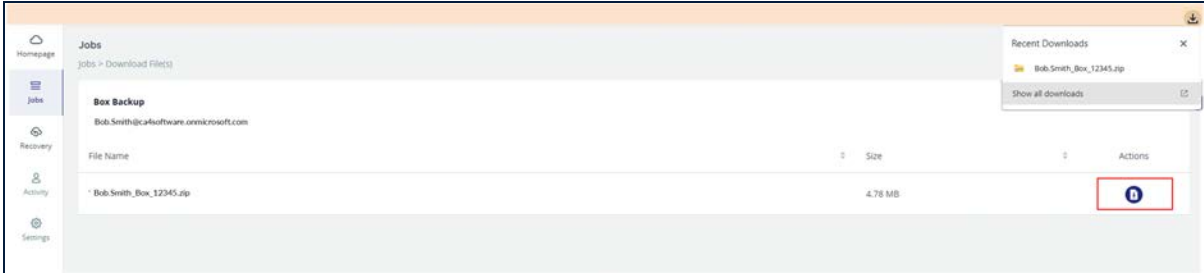 Homepage
Jobs
Recovery
Activity
Settings
Jobs
Jobs > Download File(s)
Box Backup
Bob.Smith@ca4software.onmicrosoft.com
File Name
Size
Actions
Bob.Smith_Box_12345.zip
4.78 MB
Recent Downloads
Bob.Smith_Box_12345.zip
Show all downloads